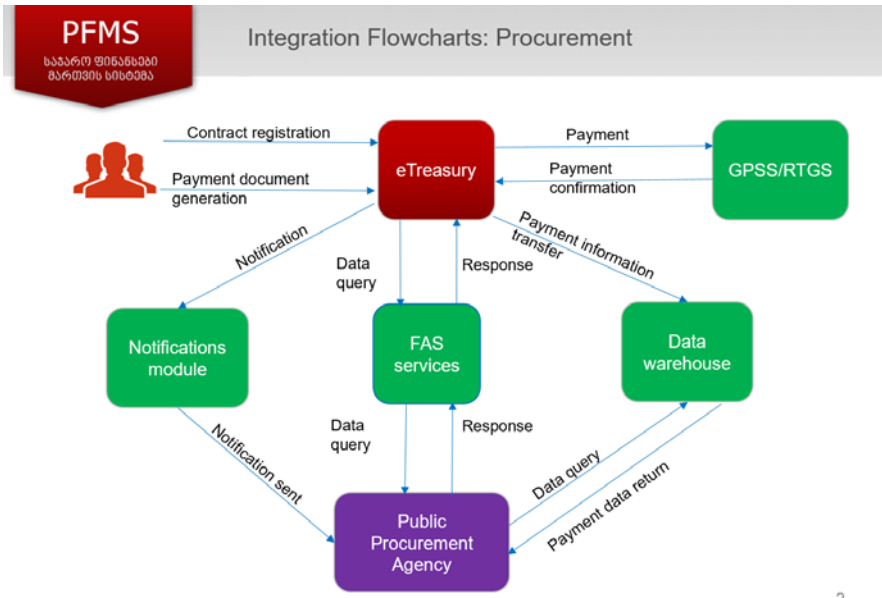 PFMS
ᲡᲐᲯᲐᲠᲝ ᲤᲘᲜᲐᲜᲡᲔᲑᲘ
ᲛᲐᲠᲗᲕᲘᲡ ᲡᲘᲡᲢᲔᲛᲐ
Integration Flowcharts: Procurement
Contract registration
Payment document
generation
eTreasury
Payment
Payment
confirmation
GPSS/RTGS
Notification
Data
query
Response
Payment information
transfer
Notifications
module
FAS
services
Data
warehouse
Notification sent
Data
query
Response
Data query
Payment data return
Public
Procurement
Agency